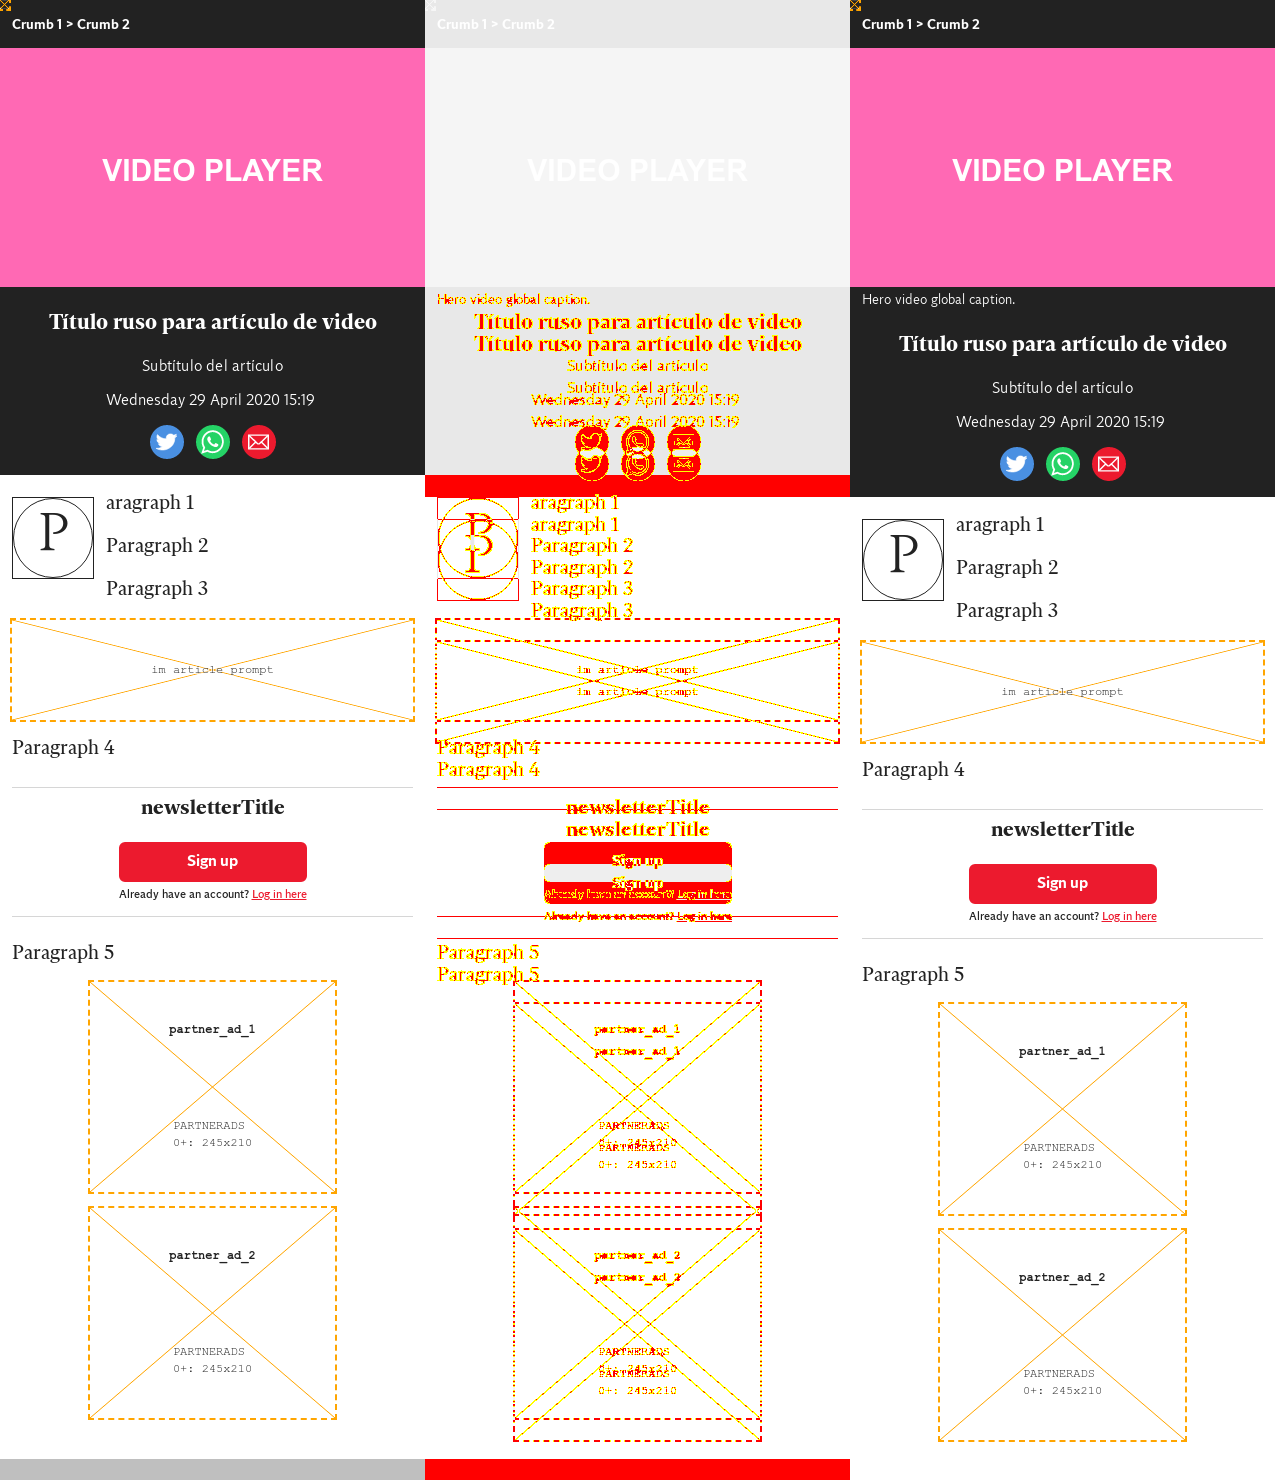 Crumb 1 > Crumb 2
VIDEO PLAYER
Título ruso para artículo de video
Subtítulo del artículo
Wednesday 29 April 2020 15:19
P
aragraph 1
Paragraph 2
Paragraph 3
im article prompt
Paragraph 4
newsletterTitle
Sign up
Already have an account? Log in here
Paragraph 5
partner_ad_1
PARTNERADS
0+: 245x210
partner_ad_2
PARTNERADS
0+: 245x210
Crumb 1 > Crumb 2
VIDEO PLAYER
Hero video global caption.
Título ruso para artículo de video
Título ruso para artículo de video
Subtítulo del artículo
Subtítulo del artículo
Wednesday 29 April 2020 15:19
Wednesday 29 April 2020 15:19
P
P
aragraph 1
aragraph 1
Paragraph 2
Paragraph 2
Paragraph 3
Paragraph 3
im article prompt
im article prompt
Paragraph 4
Paragraph 4
newsletterTitle
newsletterTitle
Sign up
Sign up
Already have an account? Log in here
Already have an account? Log in here
Paragraph 5
Paragraph 5
partner_ad_1
partner_ad_1
PARTNERADS
0+: 245x210
PARTNERADS
0+: 245x210
partner_ad_2
partner_ad_2
PARTNERADS
0+: 245x210
PARTNERADS
0+: 245x210
Crumb 1 > Crumb 2
VIDEO PLAYER
Hero video global caption.
Título ruso para artículo de video
Subtítulo del artículo
Wednesday 29 April 2020 15:19
P
aragraph 1
Paragraph 2
Paragraph 3
im article prompt
Paragraph 4
newsletterTitle
Sign up
Already have an account? Log in here
Paragraph 5
partner_ad_1
PARTNERADS
0+: 245x210
partner_ad_2
PARTNERADS
0+: 245x210